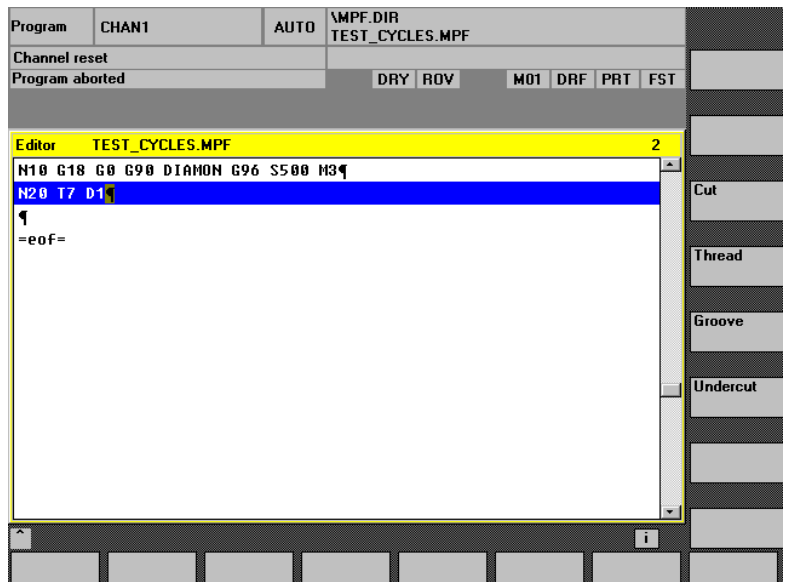 Program CHAN1 AUTO \MPF.DIR
TEST_CYCLES.MPF
Channel reset
Program aborted DRY ROV M01 DRF PRT FST
Editor TEST_CYCLES.MPF 2
N10 G18 G0 G90 DIAMON G96 S500 M3¶
N20 T7 D1¶
¶
=eof=
Cut
Thread
Groove
Undercut
^ i